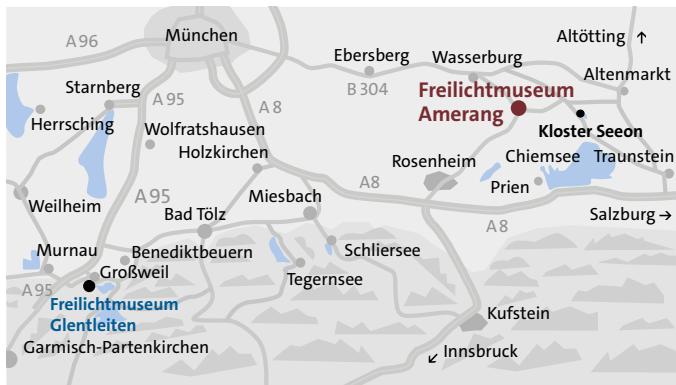 München
A 96
Altötting ↑
Ebersberg
Wasserburg
Altenmarkt
Starnberg
A 95
A 8
B 304
Freilichtmuseum
Amerang
Herrsching
Wolfratshausen
Kloster Seeon
Holzkirchen
Rosenheim
Chiemsee
Traunstein
A 95
Miesbach
A8
Prien
Weilheim
Bad Tölz
A 8
Salzburg →
Murnau
Benediktbeuern
Schliersee
Großweil
Tegernsee
A 95
Freilichtmuseum
Glentleiten
Kufstein
Garmisch-Partenkirchen
↙ Innsbruck